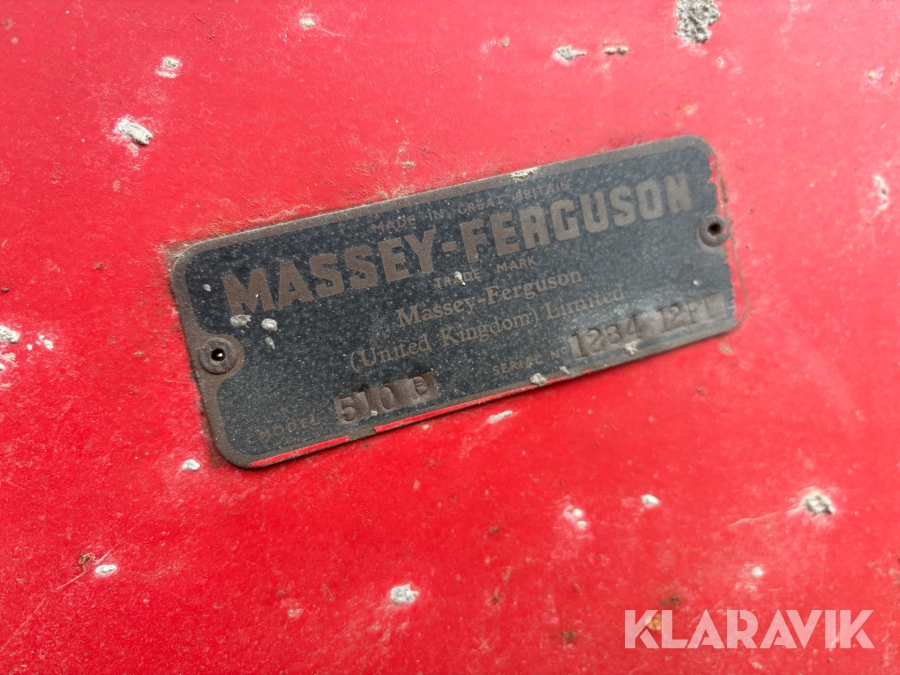 MADE IN GREAT BRITAIN
MASSEY-FERGUSON
TRADE MARK
Massey-Ferguson
(United Kingdom) Limited
MODEL 510 E SERIAL Nº 1234 12FT
KLARAVIK